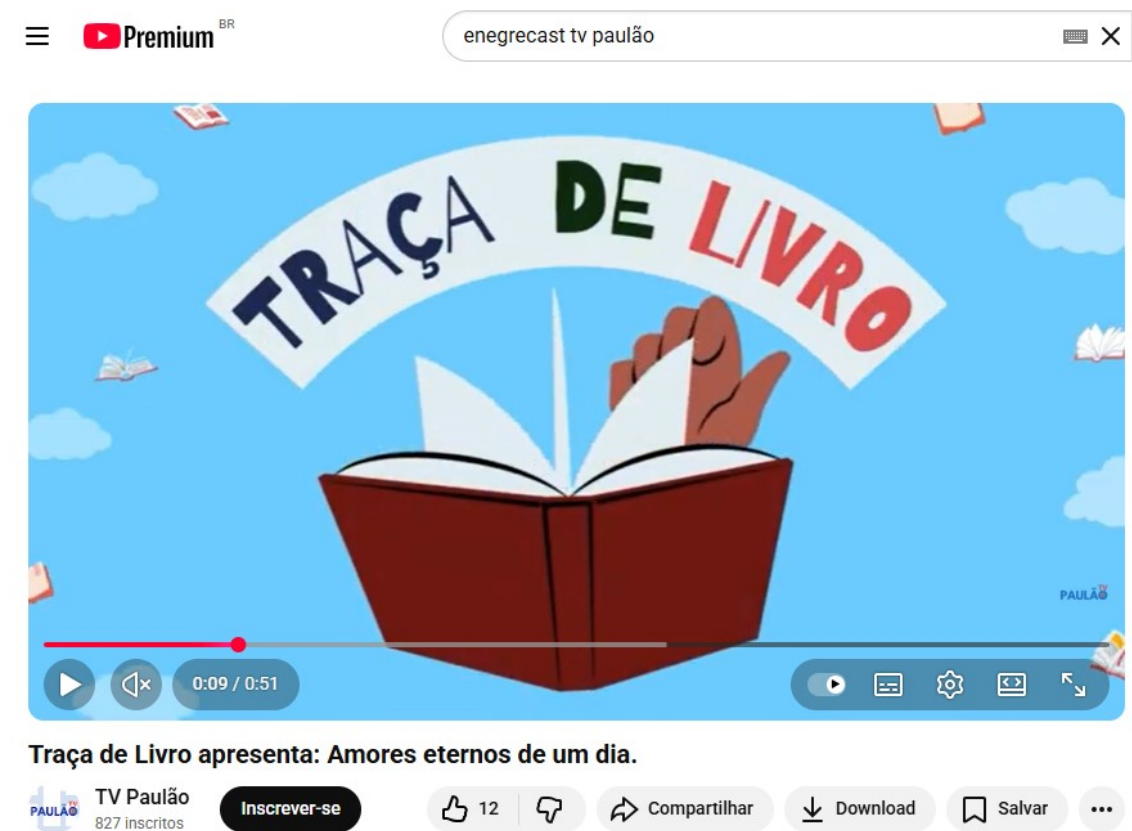 Premium BR
enegrecast tv paulão
TRAÇA DE LIVRO
PAULÃO TV
0:09 / 0:51
Traça de Livro apresenta: Amores eternos de um dia.
PAULÃO TV
TV Paulão
827 inscritos
Inscrever-se
12
Compartilhar
Download
Salvar